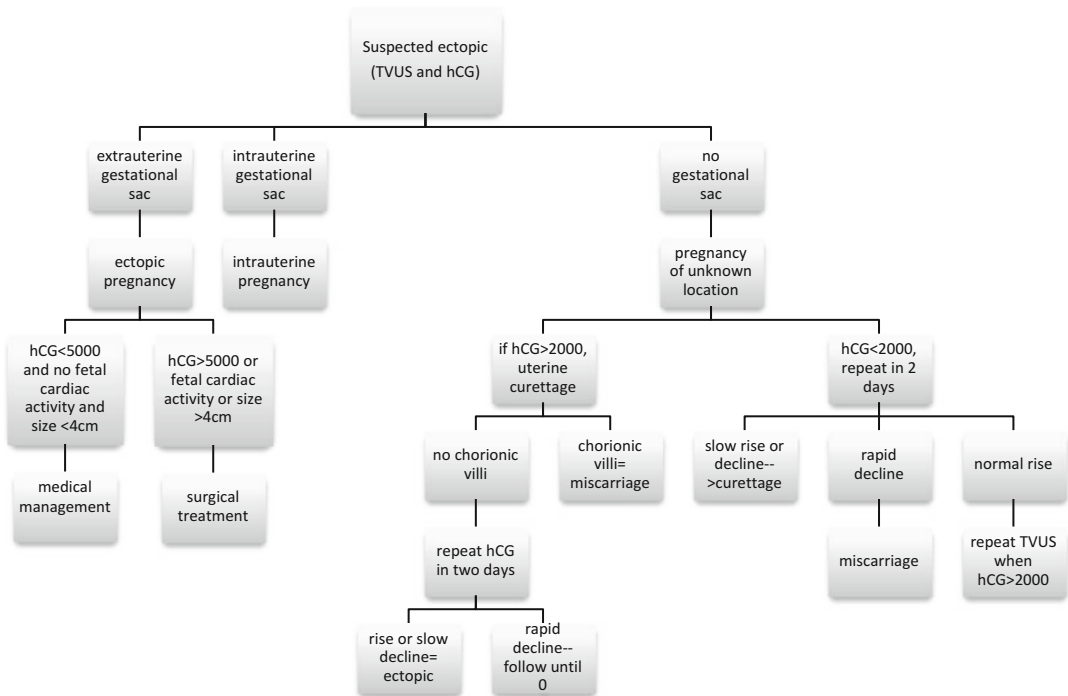 Suspected ectopic
(TVUS and hCG)
extrauterine
gestational
sac
intrauterine
gestational
sac
no
gestational
sac
ectopic
pregnancy
intrauterine
pregnancy
pregnancy
of unknown
location
hCG<5000
and no fetal
cardiac
activity and
size <4cm
hCG>5000 or
fetal cardiac
activity or size
>4cm
if hCG>2000,
uterine
curettage
hCG<2000,
repeat in 2
days
medical
management
surgical
treatment
no chorionic
villi
chorionic
villi=
miscarriage
slow rise or
decline--
>curettage
rapid
decline
normal rise
repeat hCG
in two days
miscarriage
repeat TVUS
when
hCG>2000
rise or slow
decline=
ectopic
rapid
decline--
follow until
0